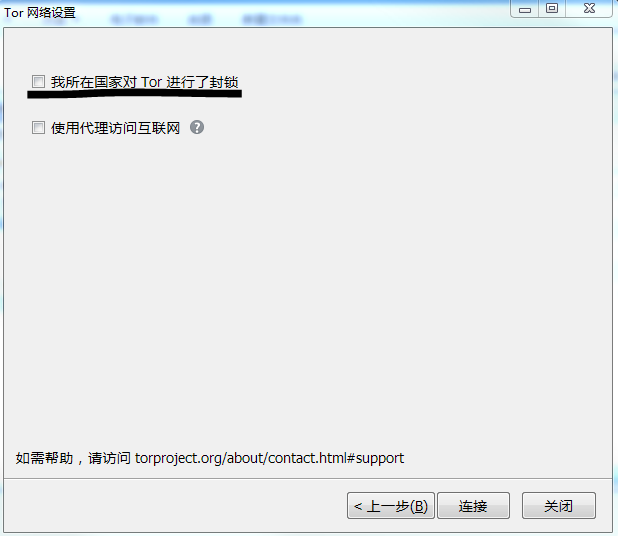 Tor 网络设置
我所在国家对 Tor 进行了封锁
使用代理访问互联网 ?
如需帮助，请访问 torproject.org/about/contact.html#support
< 上一步(B) 连接 关闭